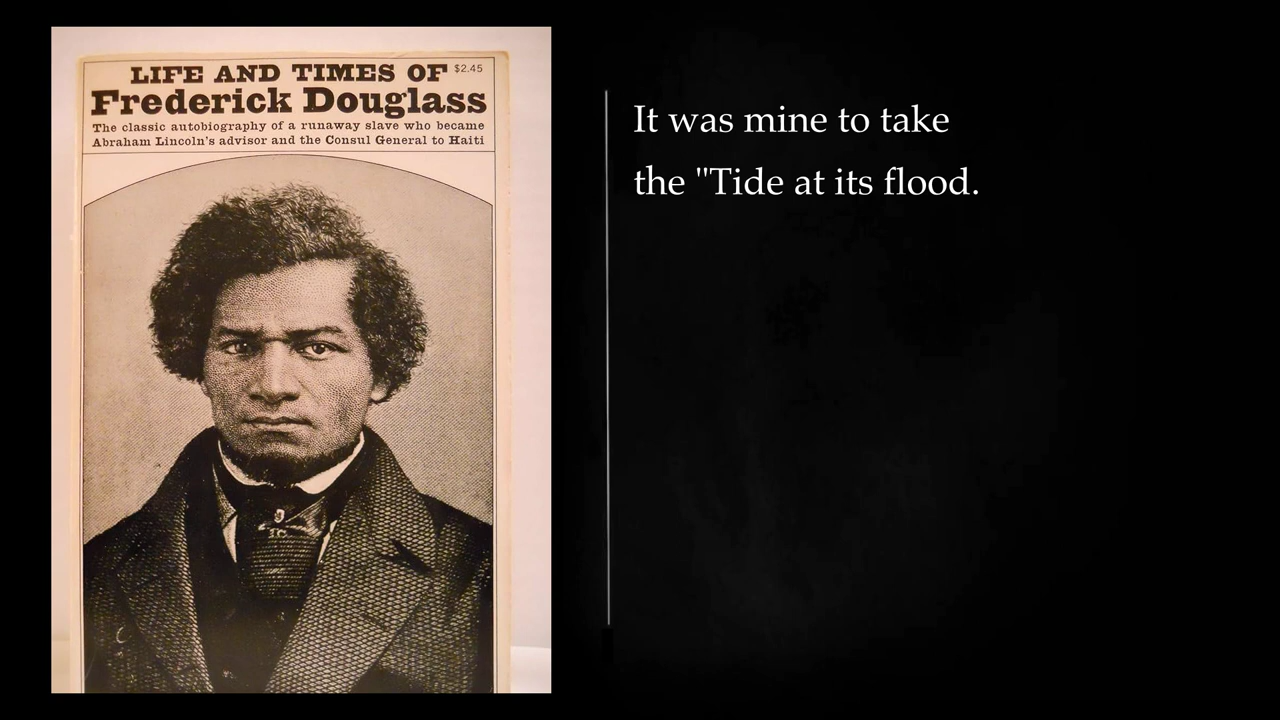 LIFE AND TIMES OF $2.45
Frederick Douglass
The classic autobiography of a runaway slave who became
Abraham Lincoln's advisor and the Consul General to Haiti
It was mine to take
the "Tide at its flood.